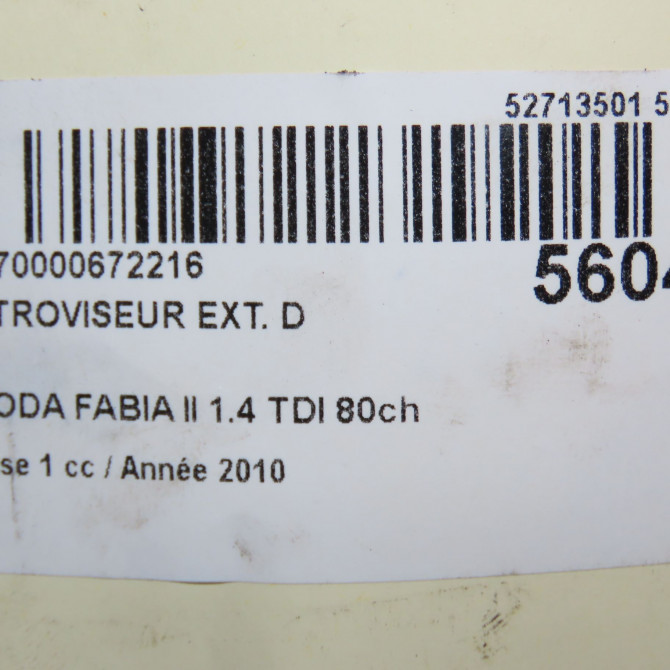 52713501 5
70000672216
5604
TROVISEUR EXT. D
ODA FABIA II 1.4 TDI 80ch
se 1 cc / Année 2010